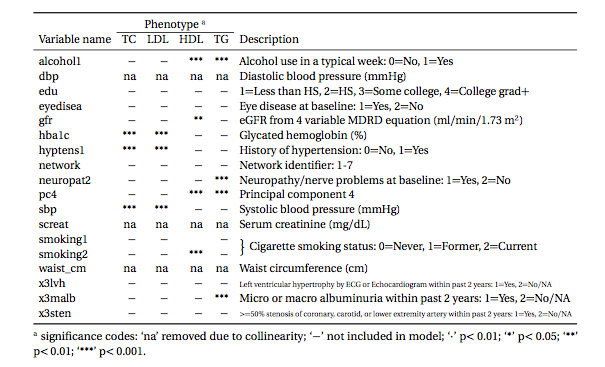 Phenotype a
Variable name TC LDL HDL TG Description
alcohol1 − − *** *** Alcohol use in a typical week: 0=No, 1=Yes
dbp na na na na Diastolic blood pressure (mmHg)
edu − − − − 1=Less than HS, 2=HS, 3=Some college, 4=College grad+
eyedisea − − − − Eye disease at baseline: 1=Yes, 2=No
gfr − − ** − eGFR from 4 variable MDRD equation (ml/min/1.73 m²)
hba1c *** *** − − Glycated hemoglobin (%)
hyptens1 *** *** − − History of hypertension: 0=No, 1=Yes
network − − − − Network identifier: 1-7
neuropat2 − − − *** Neuropathy/nerve problems at baseline: 1=Yes, 2=No
pc4 − − *** *** Principal component 4
sbp *** *** − − Systolic blood pressure (mmHg)
screat na na na na Serum creatinine (mg/dL)
smoking1 − − − −
} Cigarette smoking status: 0=Never, 1=Former, 2=Current
smoking2 − − *** −
waist_cm na na na na Waist circumference (cm)
x3lvh − − − − Left ventricular hypertrophy by ECG or Echocardiogram within past 2 years: 1=Yes, 2=No/NA
x3malb − − − *** Micro or macro albuminuria within past 2 years: 1=Yes, 2=No/NA
x3sten − − − − >=50% stenosis of coronary, carotid, or lower extremity artery within past 2 years: 1=Yes, 2=No/NA
a significance codes: ‘na’ removed due to collinearity; ‘−’ not included in model; ‘·’ p< 0.01; ‘*’ p< 0.05; ‘**’
p< 0.01; ‘***’ p< 0.001.